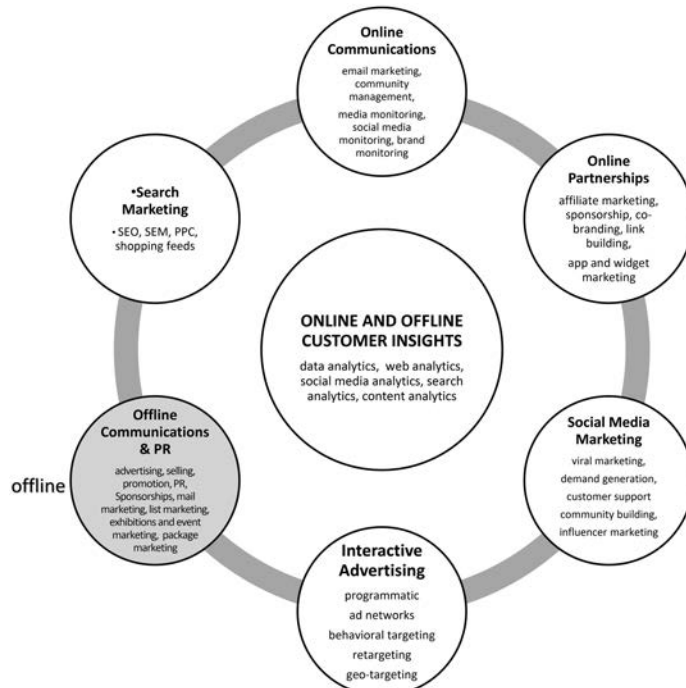 Online
Communications
email marketing,
community
management,
media monitoring,
social media
monitoring, brand
monitoring
Online
Partnerships
affiliate marketing,
sponsorship, co-
branding, link
building,
app and widget
marketing
•Search
Marketing
• SEO, SEM, PPC,
shopping feeds
ONLINE AND OFFLINE
CUSTOMER INSIGHTS
data analytics, web analytics,
social media analytics, search
analytics, content analytics
offline
Offline
Communications
& PR
advertising, selling,
promotion, PR,
Sponsorships, mail
marketing, list marketing,
exhibitions and event
marketing, package
marketing
Social Media
Marketing
viral marketing,
demand generation,
customer support
community building,
influencer marketing
Interactive
Advertising
programmatic
ad networks
behavioral targeting
retargeting
geo-targeting